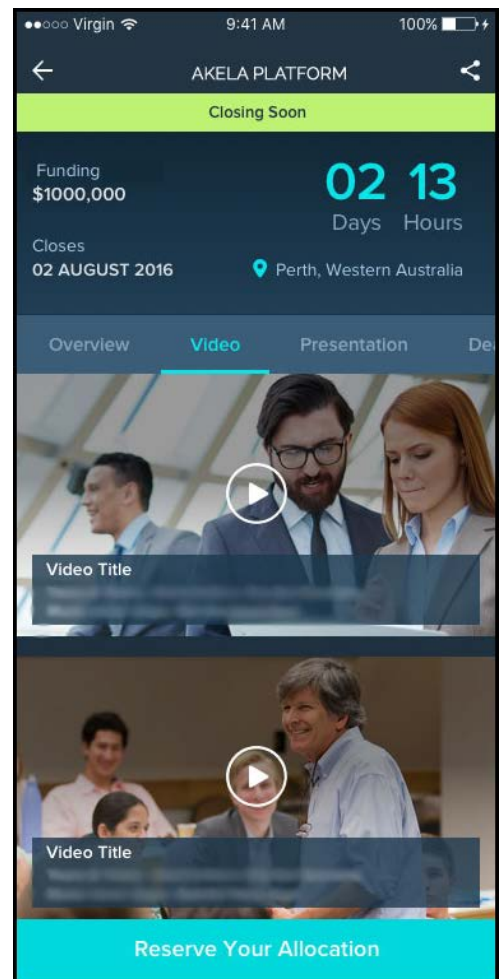 Virgin 9:41 AM 100%
AKELA PLATFORM
Closing Soon
Funding
$1000,000
02 13
Days Hours
Closes
02 AUGUST 2016
Perth, Western Australia
Overview Video Presentation De
Video Title
Video Title
Reserve Your Allocation